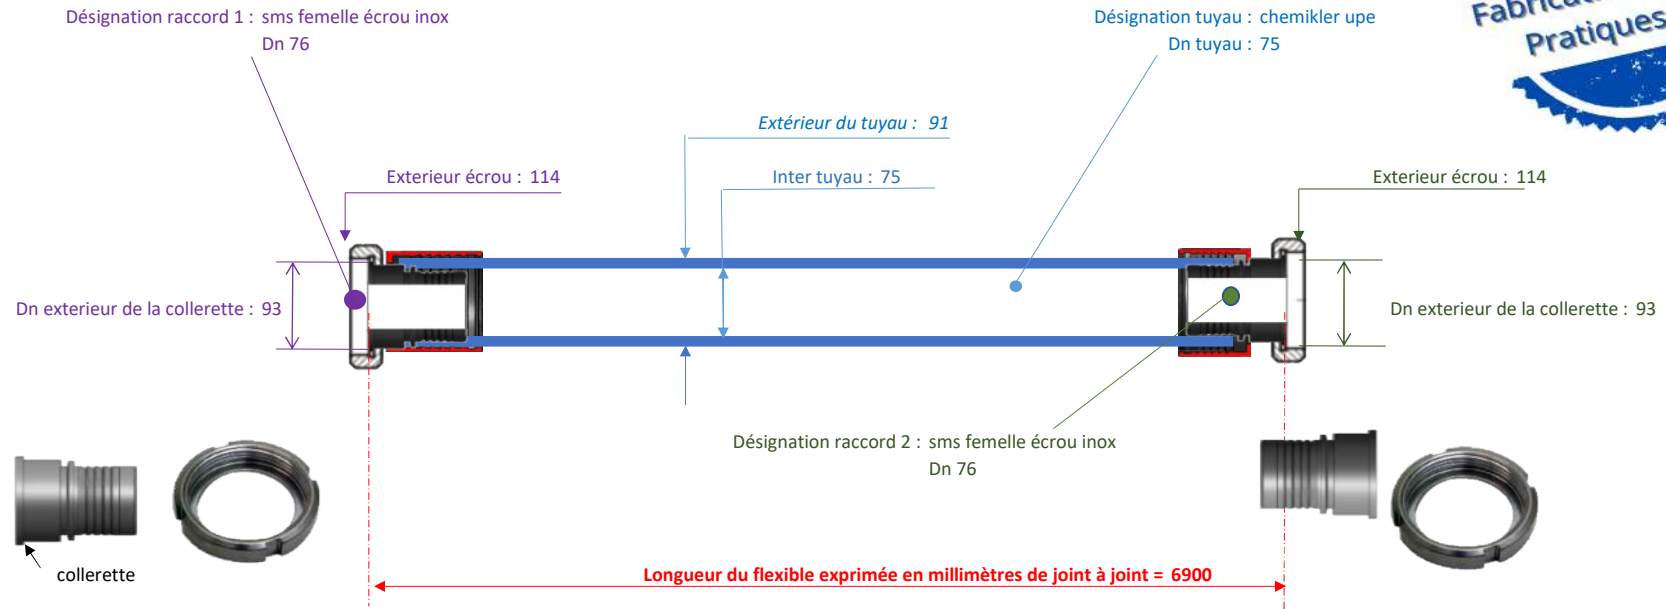 Désignation raccord 1 : sms femelle écrou inox
Dn 76
Désignation tuyau : chemikler upe
Dn tuyau : 75
Pratiques
Extérieur du tuyau : 91
Exterieur écrou : 114
Inter tuyau : 75
Exterieur écrou : 114
Dn exterieur de la collerette : 93
Dn exterieur de la collerette : 93
Désignation raccord 2 : sms femelle écrou inox
Dn 76
collerette
Longueur du flexible exprimée en millimètres de joint à joint = 6900